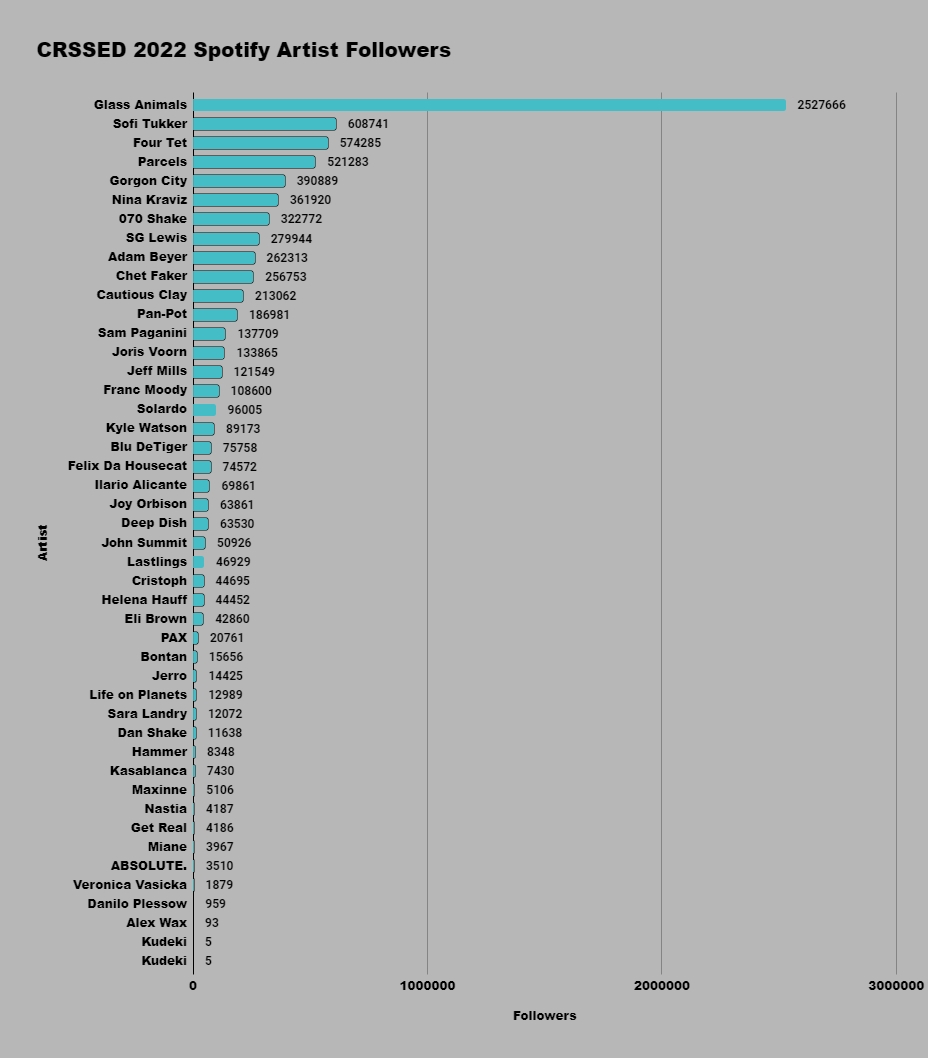 CRSSED 2022 Spotify Artist Followers
Glass Animals 2527666
Sofi Tukker 608741
Four Tet 574285
Parcels 521283
Gorgon City 390889
Nina Kraviz 361920
070 Shake 322772
SG Lewis 279944
Adam Beyer 262313
Chet Faker 256753
Cautious Clay 213062
Pan-Pot 186981
Sam Paganini 137709
Joris Voorn 133865
Jeff Mills 121549
Franc Moody 108600
Solardo 96005
Kyle Watson 89173
Blu DeTiger 75758
Felix Da Housecat 74572
Ilario Alicante 69861
Joy Orbison 63861
Deep Dish 63530
Artist
John Summit 50926
Lastlings 46929
Cristoph 44695
Helena Hauff 44452
Eli Brown 42860
PAX 20761
Bontan 15656
Jerro 14425
Life on Planets 12989
Sara Landry 12072
Dan Shake 11638
Hammer 8348
Kasablanca 7430
Maxinne 5106
Nastia 4187
Get Real 4186
Miane 3967
ABSOLUTE. 3510
Veronica Vasicka 1879
Danilo Plessow 959
Alex Wax 93
Kudeki 5
Kudeki 5
0 1000000 2000000 3000000
Followers